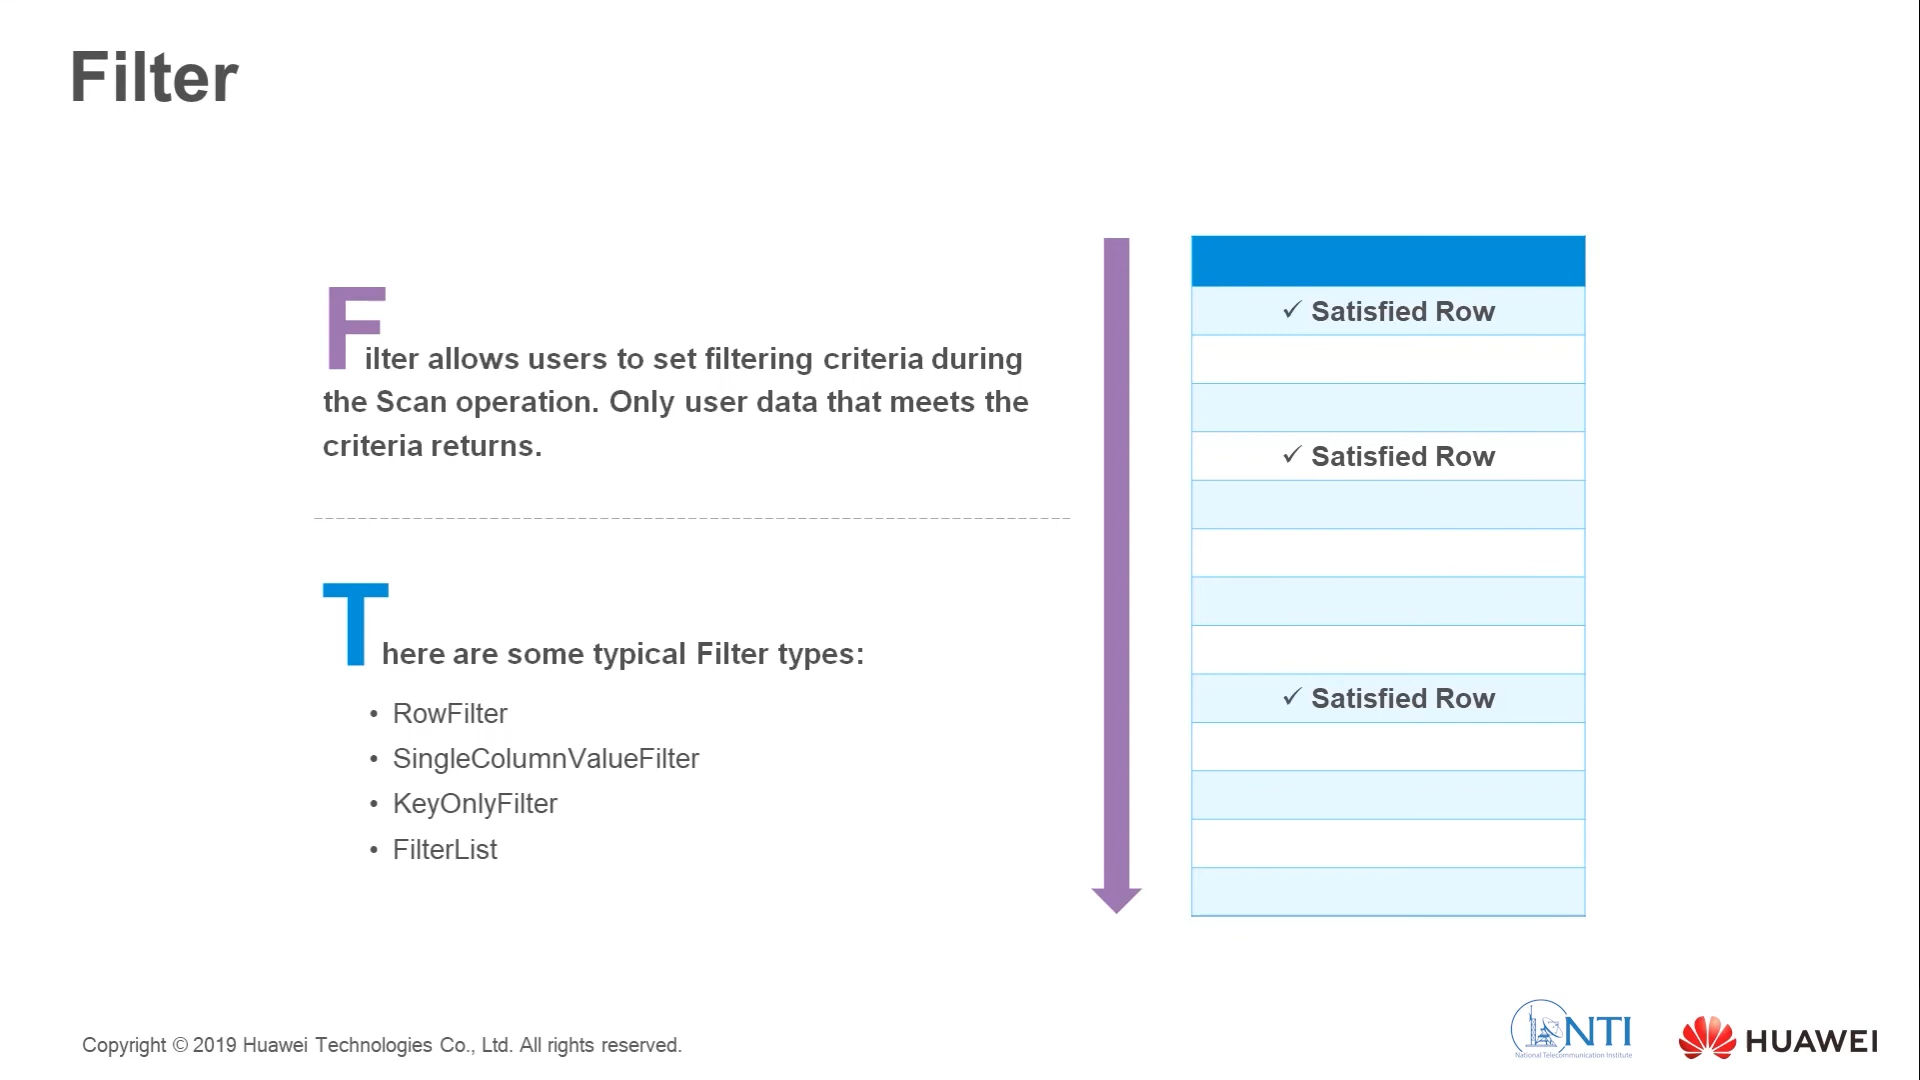 Filter
Filter allows users to set filtering criteria during
the Scan operation. Only user data that meets the
criteria returns.
There are some typical Filter types:
• RowFilter
• SingleColumnValueFilter
• KeyOnlyFilter
• FilterList
✓ Satisfied Row
✓ Satisfied Row
✓ Satisfied Row
Copyright © 2019 Huawei Technologies Co., Ltd. All rights reserved.
NTI
National Telecommunication Institute
HUAWEI